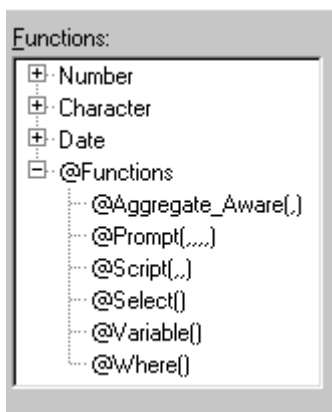 Functions:
Number
Character
Date
@Functions
@Aggregate_Aware(,)
@Prompt(,,,,)
@Script(,,)
@Select()
@Variable()
@Where()